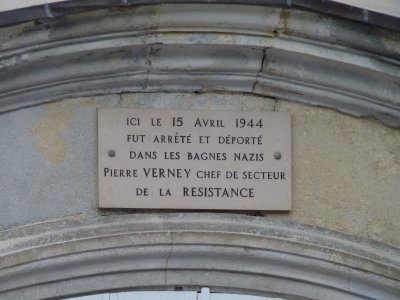 ICI LE 15 AVRIL 1944
FUT ARRÊTÉ ET DÉPORTÉ
DANS LES BAGNES NAZIS
PIERRE VERNEY CHEF DE SECTEUR
DE LA RESISTANCE